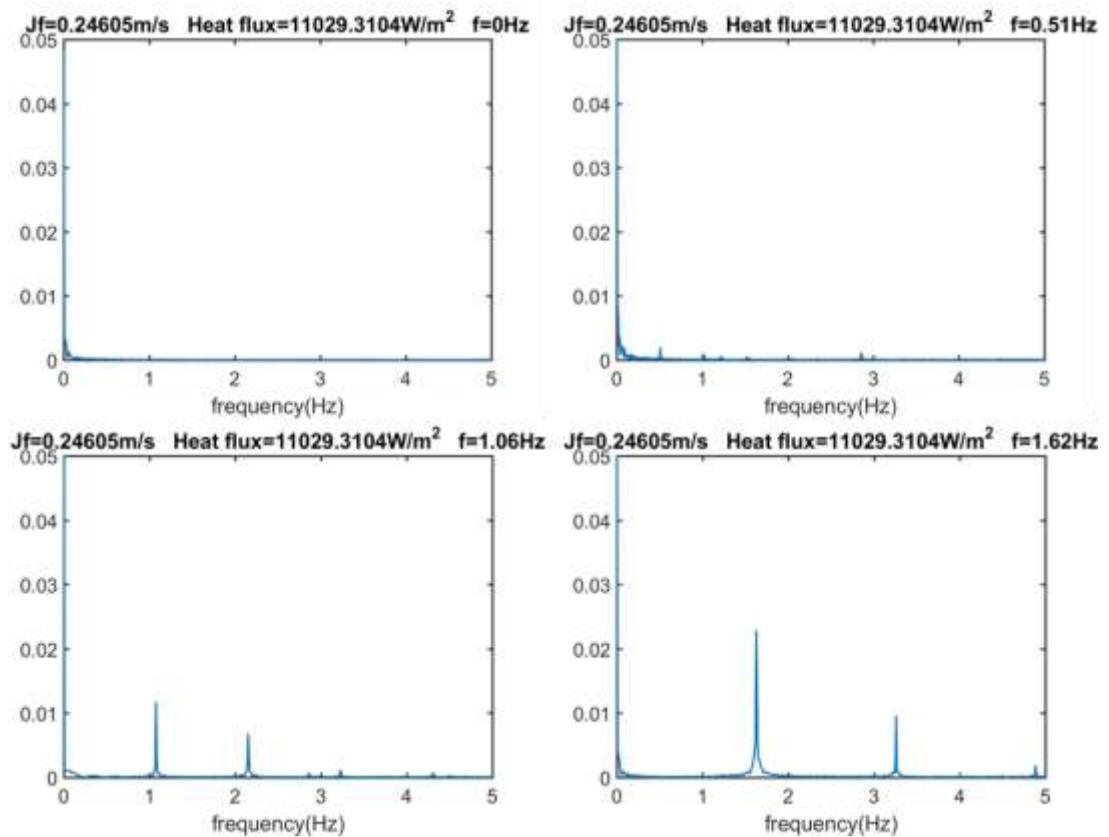 Jf=0.24605m/s Heat flux=11029.3104W/m² f=0Hz
0.05
0.04
0.03
0.02
0.01
0
0 1 2 3 4 5
frequency(Hz)
Jf=0.24605m/s Heat flux=11029.3104W/m² f=0.51Hz
0.05
0.04
0.03
0.02
0.01
0
0 1 2 3 4 5
frequency(Hz)
Jf=0.24605m/s Heat flux=11029.3104W/m² f=1.06Hz
0.05
0.04
0.03
0.02
0.01
0
0 1 2 3 4 5
frequency(Hz)
Jf=0.24605m/s Heat flux=11029.3104W/m² f=1.62Hz
0.05
0.04
0.03
0.02
0.01
0
0 1 2 3 4 5
frequency(Hz)